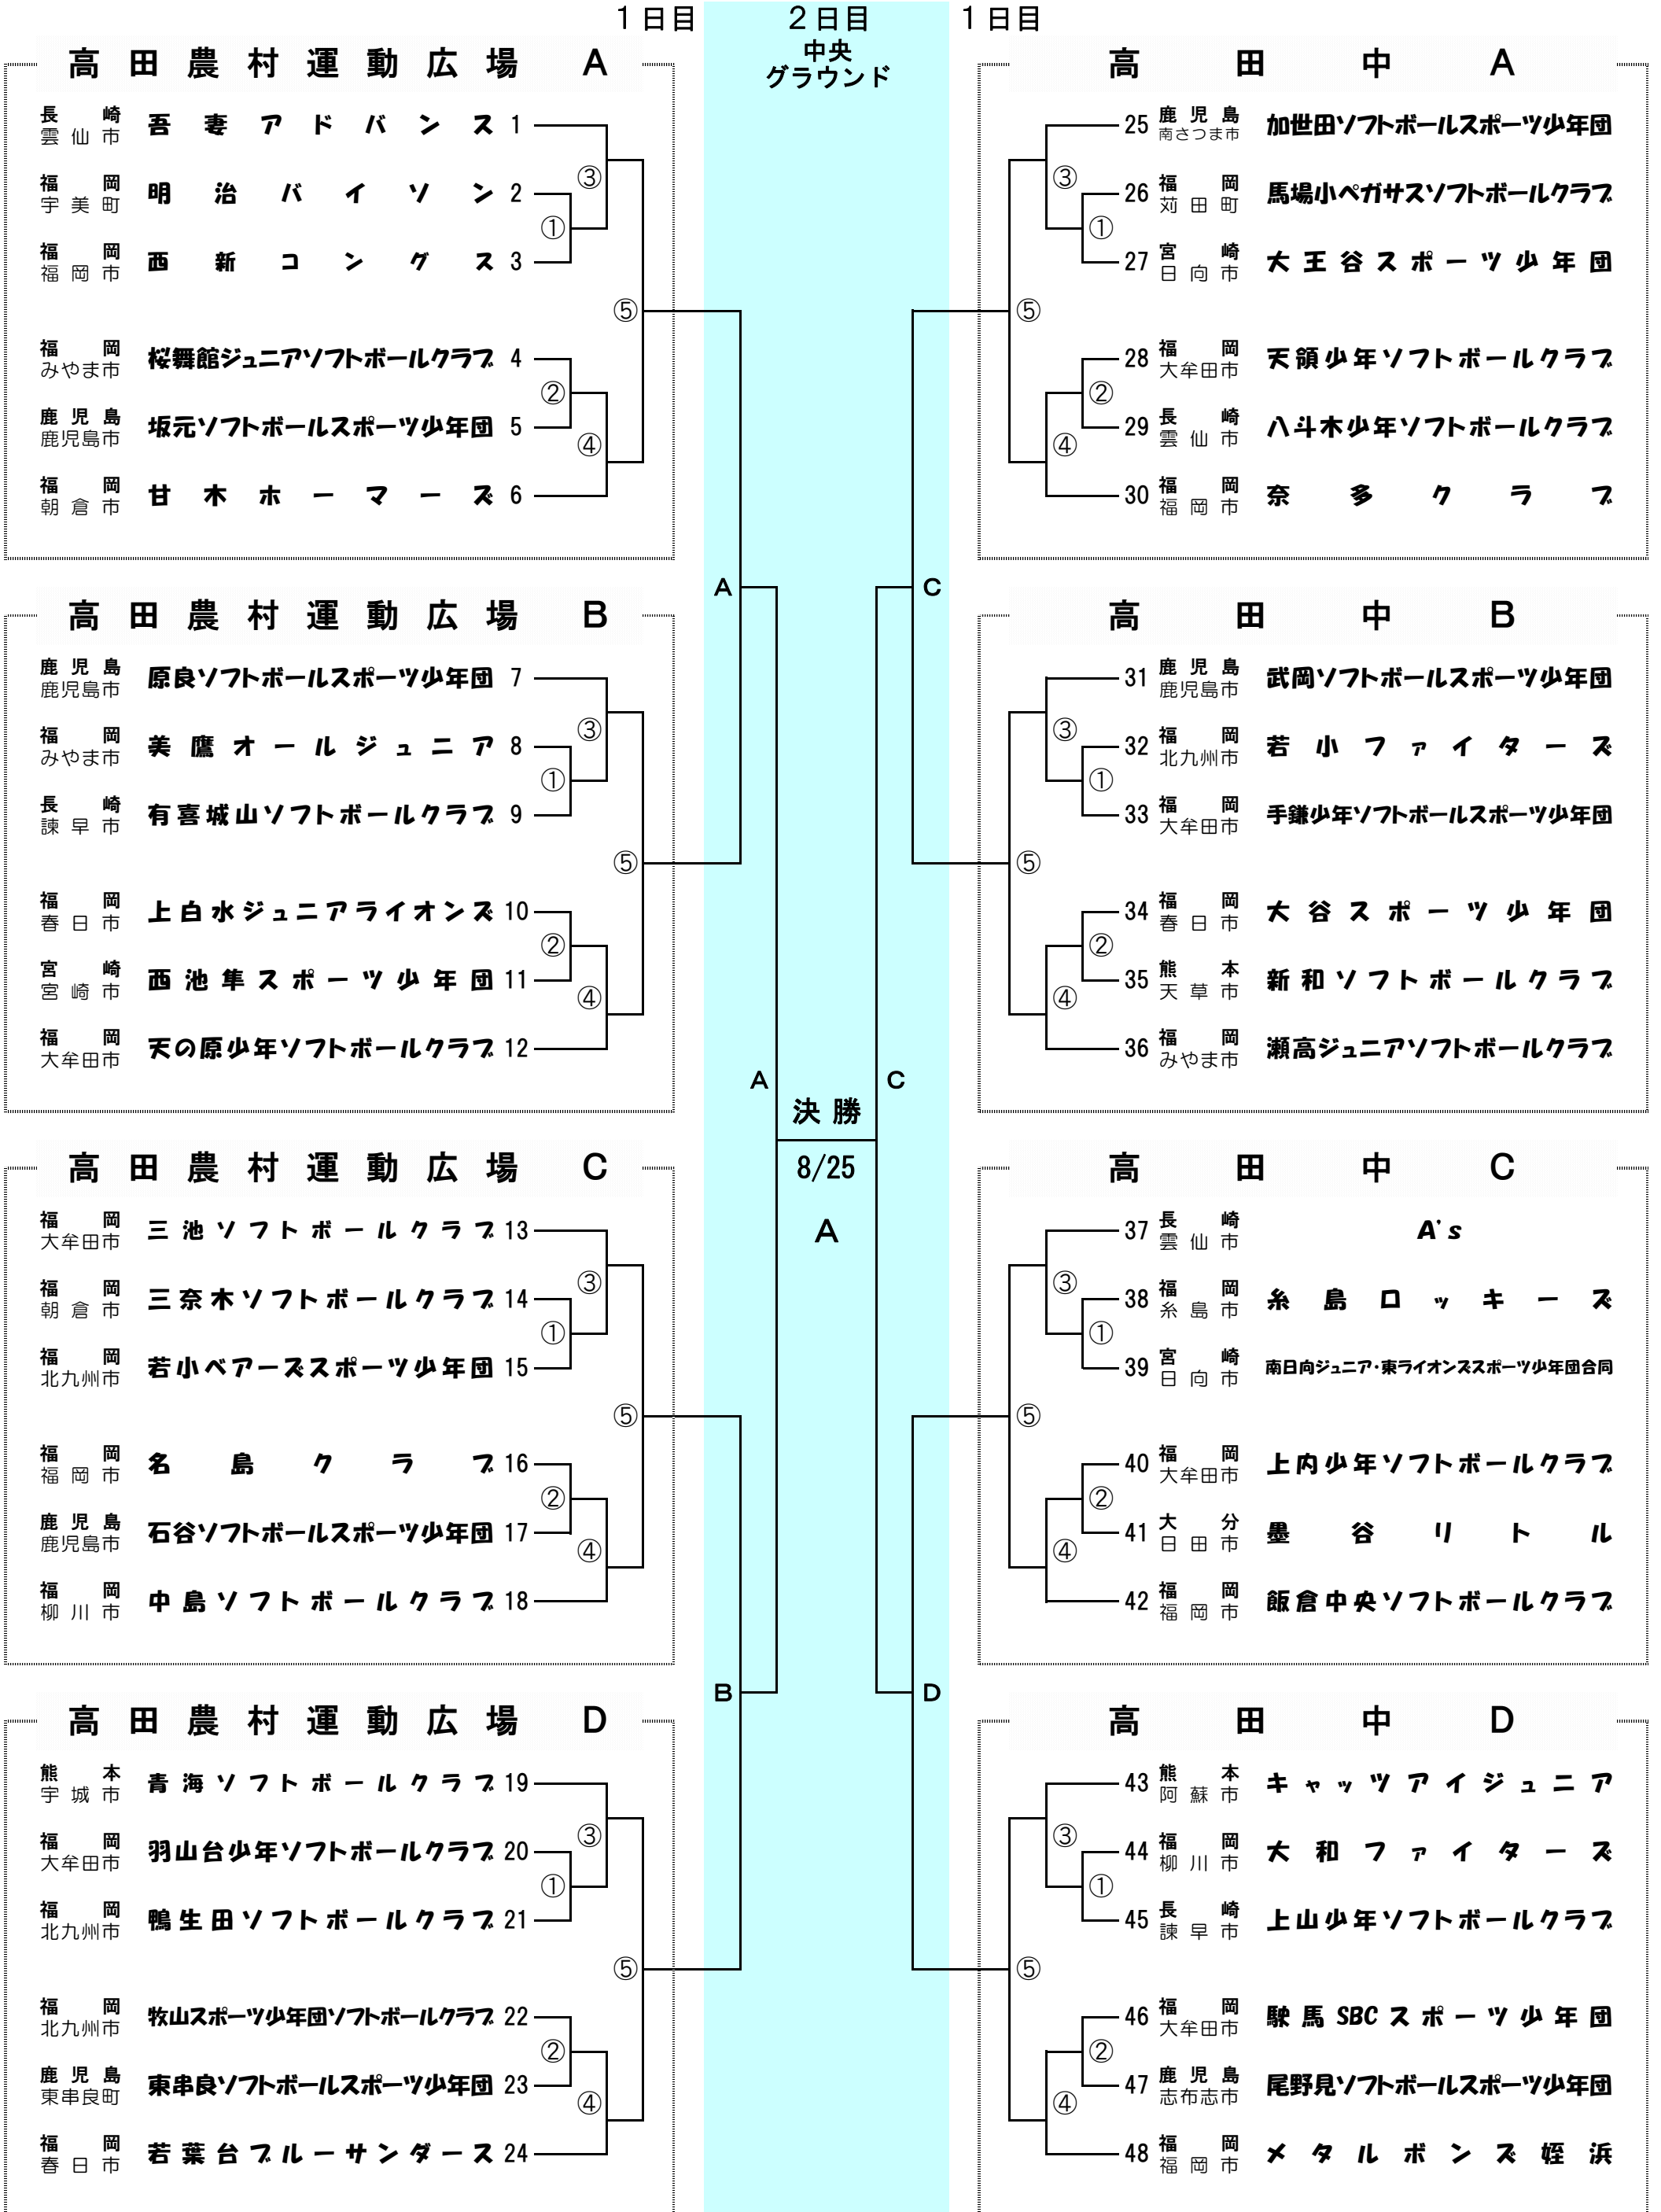 1日目 2日目 1日目
中央
グラウンド
高田農村運動広場 A
長崎 雲仙市 吾妻アドバンス 1
福岡 宇美町 明治バイソン 2
福岡 福岡市 西新コングス 3
福岡 みやま市 桜舞館ジュニアソフトボールクラブ 4
鹿児島 鹿児島市 坂元ソフトボールスポーツ少年団 5
福岡 朝倉市 甘木ホーマーズ 6
③
①
⑤
②
④
高田農村運動広場 B
鹿児島 鹿児島市 原良ソフトボールスポーツ少年団 7
福岡 みやま市 美鷹オールジュニア 8
長崎 諫早市 有喜城山ソフトボールクラブ 9
福岡 春日市 上白水ジュニアライオンズ 10
宮崎 宮崎市 西池隼スポーツ少年団 11
福岡 大牟田市 天の原少年ソフトボールクラブ 12
③
①
⑤
②
④
高田農村運動広場 C
福岡 大牟田市 三池ソフトボールクラブ 13
福岡 朝倉市 三奈木ソフトボールクラブ 14
福岡 北九州市 若小ベアーズスポーツ少年団 15
福岡 福岡市 名島クラブ 16
鹿児島 鹿児島市 石谷ソフトボールスポーツ少年団 17
福岡 柳川市 中島ソフトボールクラブ 18
③
①
⑤
②
④
高田農村運動広場 D
熊本 宇城市 青海ソフトボールクラブ 19
福岡 大牟田市 羽山台少年ソフトボールクラブ 20
福岡 北九州市 鴨生田ソフトボールクラブ 21
福岡 北九州市 牧山スポーツ少年団ソフトボールクラブ 22
鹿児島 東串良町 東串良ソフトボールスポーツ少年団 23
福岡 春日市 若葉台ブルーサンダース 24
③
①
⑤
②
④
A C
A C
決勝
8/25
A
B D
高田中 A
25 鹿児島 南さつま市 加世田ソフトボールスポーツ少年団
26 福岡 苅田町 馬場小ペガサスソフトボールクラブ
27 宮崎 日向市 大王谷スポーツ少年団
28 福岡 大牟田市 天領少年ソフトボールクラブ
29 長崎 雲仙市 八斗木少年ソフトボールクラブ
30 福岡 福岡市 奈多クラブ
③
①
⑤
②
④
高田中 B
31 鹿児島 鹿児島市 武岡ソフトボールスポーツ少年団
32 福岡 北九州市 若小ファイターズ
33 福岡 大牟田市 手鎌少年ソフトボールスポーツ少年団
34 福岡 春日市 大谷スポーツ少年団
35 熊本 天草市 新和ソフトボールクラブ
36 福岡 みやま市 瀬高ジュニアソフトボールクラブ
③
①
⑤
②
④
高田中 C
37 長崎 雲仙市 A's
38 福岡 糸島市 糸島ロッキーズ
39 宮崎 日向市 南日向ジュニア・東ライオンズスポーツ少年団合同
40 福岡 大牟田市 上内少年ソフトボールクラブ
41 大分 日田市 墨谷リトル
42 福岡 福岡市 飯倉中央ソフトボールクラブ
③
①
⑤
②
④
高田中 D
43 熊本 阿蘇市 キャッツアイジュニア
44 福岡 柳川市 大和ファイターズ
45 長崎 諫早市 上山少年ソフトボールクラブ
46 福岡 大牟田市 駛馬SBCスポーツ少年団
47 鹿児島 志布志市 尾野見ソフトボールスポーツ少年団
48 福岡 福岡市 メタルボンズ姪浜
③
①
⑤
②
④